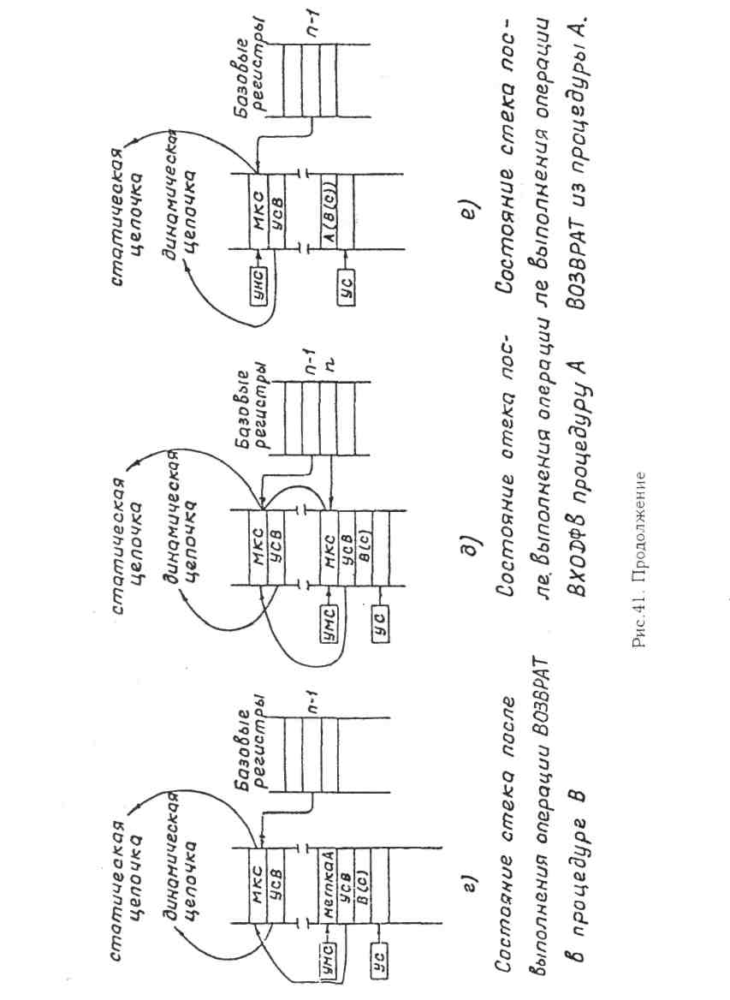 статическая
цепочка
динамическая
цепочка
Базовые
регистры
n-1
МКС
УСВ
УМС
метка А
УСВ
В(С)
УС
г)
Состояние стека после
выполнения операции ВОЗВРАТ
в процедуре В
статическая
цепочка
динамическая
цепочка
Базовые
регистры
n-1
n
МКС
УСВ
УМС
МКС
УСВ
В(С)
УС
д)
Состояние стека пос-
ле выполнения операции
ВХОДФВ процедуру А
статическая
цепочка
динамическая
цепочка
Базовые
регистры
n-1
УНС
МКС
УСВ
А(В(С))
УС
е)
Состояние стека пос-
ле выполнения операции
ВОЗВРАТ из процедуры А.
Рис.41. Продолжение